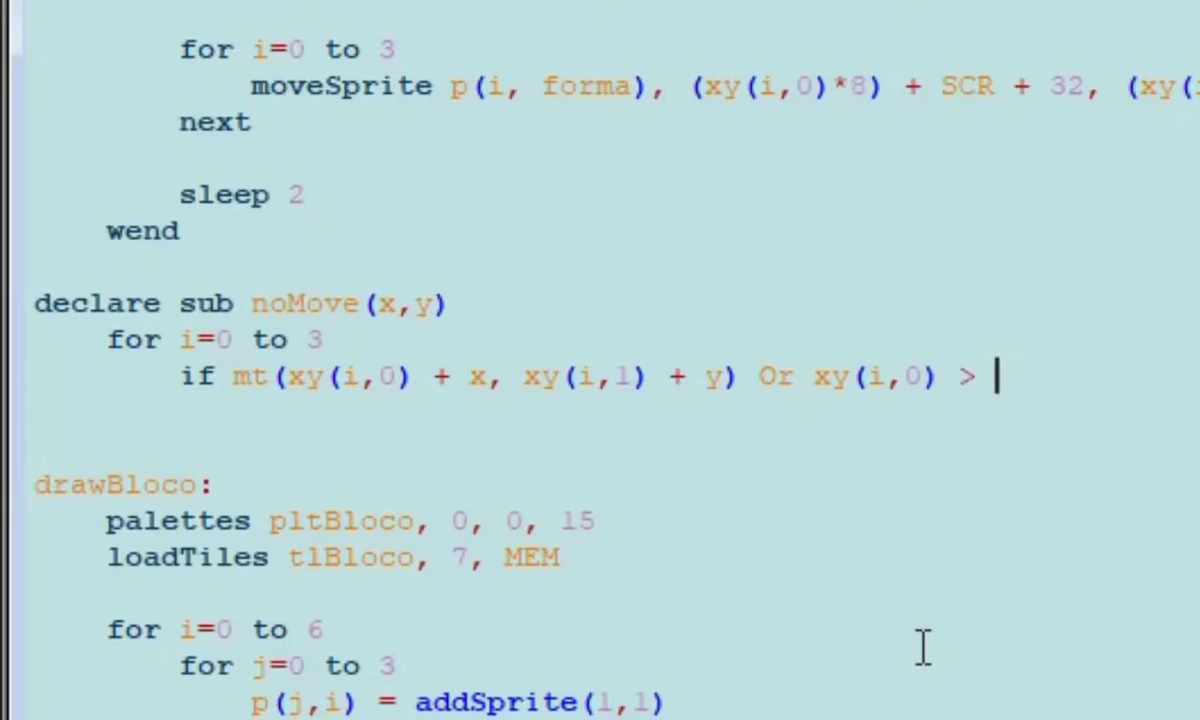 for i=0 to 3
moveSprite p(i, forma), (xy(i,0)*8) + SCR + 32, (xy(
next
sleep 2
wend
declare sub noMove(x,y)
for i=0 to 3
if mt(xy(i,0) + x, xy(i,1) + y) Or xy(i,0) >
drawBloco:
palettes pltBloco, 0, 0, 15
loadTiles tlBloco, 7, MEM
for i=0 to 6
for j=0 to 3
p(j,i) = addSprite(1,1)